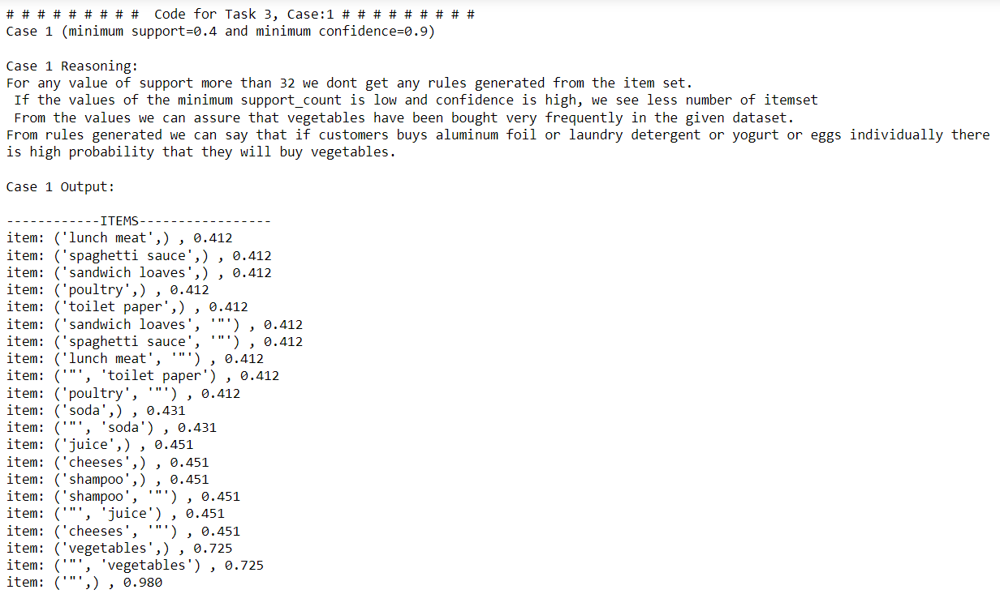 # # # # # # # # #  Code for Task 3, Case:1 # # # # # # # # #
Case 1 (minimum support=0.4 and minimum confidence=0.9)
Case 1 Reasoning:
For any value of support more than 32 we dont get any rules generated from the item set.
If the values of the minimum support_count is low and confidence is high, we see less number of itemset
From the values we can assure that vegetables have been bought very frequently in the given dataset.
From rules generated we can say that if customers buys aluminum foil or laundry detergent or yogurt or eggs individually there
is high probability that they will buy vegetables.
Case 1 Output:
------------ITEMS-----------------
item: ('lunch meat',) , 0.412
item: ('spaghetti sauce',) , 0.412
item: ('sandwich loaves',) , 0.412
item: ('poultry',) , 0.412
item: ('toilet paper',) , 0.412
item: ('sandwich loaves', '"') , 0.412
item: ('spaghetti sauce', '"') , 0.412
item: ('lunch meat', '"') , 0.412
item: ('"', 'toilet paper') , 0.412
item: ('poultry', '"') , 0.412
item: ('soda',) , 0.431
item: ('"', 'soda') , 0.431
item: ('juice',) , 0.451
item: ('cheeses',) , 0.451
item: ('shampoo',) , 0.451
item: ('shampoo', '"') , 0.451
item: ('"', 'juice') , 0.451
item: ('cheeses', '"') , 0.451
item: ('vegetables',) , 0.725
item: ('"', 'vegetables') , 0.725
item: ('"',) , 0.980